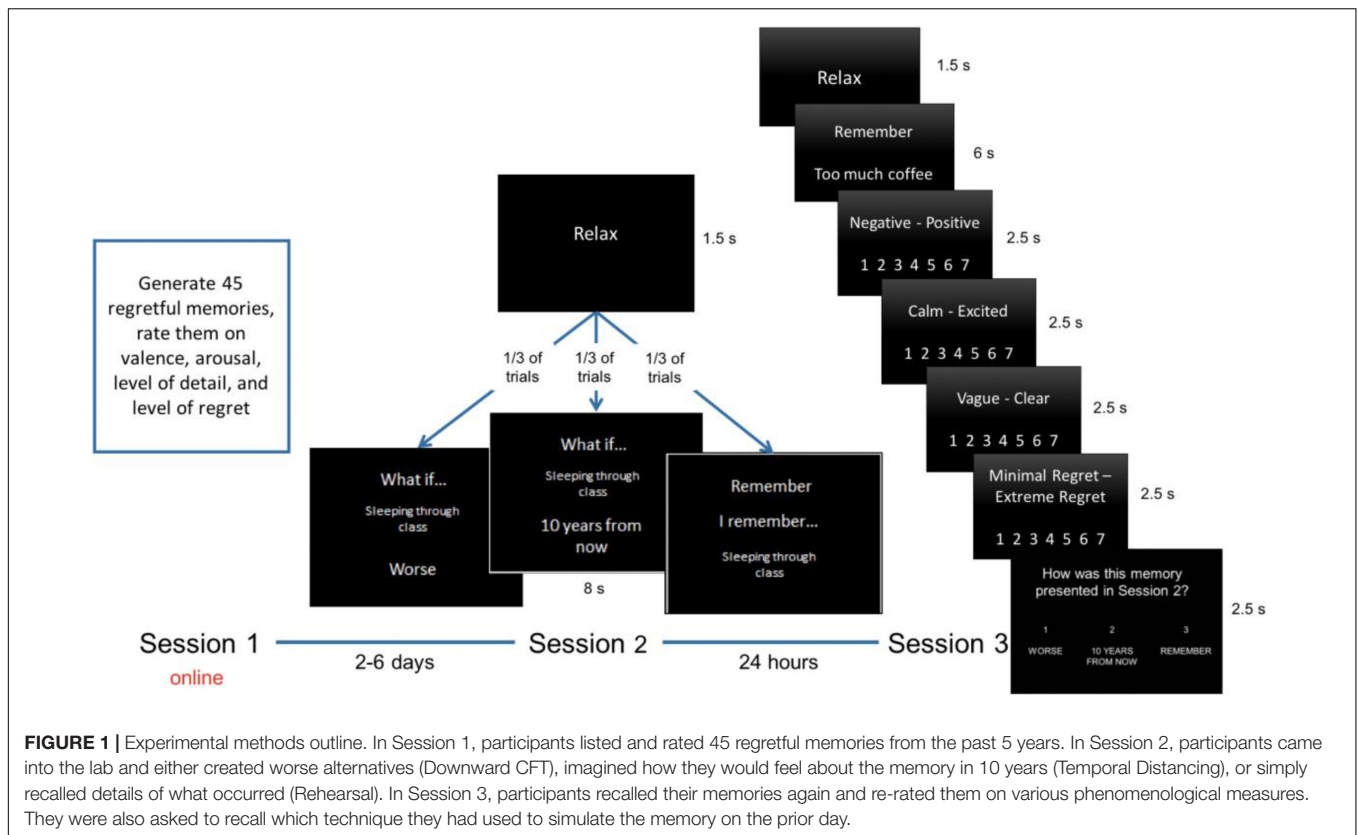 Generate 45
regretful memories,
rate them on
valence, arousal,
level of detail, and
level of regret
Relax
1.5 s
1/3 of
trials
1/3 of
trials
1/3 of
trials
What if...
Sleeping through
class
Worse
What if...
Sleeping through
class
10 years from
now
8 s
Remember
I remember...
Sleeping through
class
Relax
1.5 s
Remember
Too much coffee
6 s
Negative - Positive
1 2 3 4 5 6 7
2.5 s
Calm - Excited
1 2 3 4 5 6 7
2.5 s
Vague - Clear
1 2 3 4 5 6 7
2.5 s
Minimal Regret –
Extreme Regret
1 2 3 4 5 6 7
2.5 s
How was this memory
presented in Session 2?
1 2 3
WORSE 10 YEARS FROM NOW REMEMBER
2.5 s
Session 1
online
2-6 days
Session 2
24 hours
Session 3
FIGURE 1 | Experimental methods outline. In Session 1, participants listed and rated 45 regretful memories from the past 5 years. In Session 2, participants came
into the lab and either created worse alternatives (Downward CFT), imagined how they would feel about the memory in 10 years (Temporal Distancing), or simply
recalled details of what occurred (Rehearsal). In Session 3, participants recalled their memories again and re-rated them on various phenomenological measures.
They were also asked to recall which technique they had used to simulate the memory on the prior day.